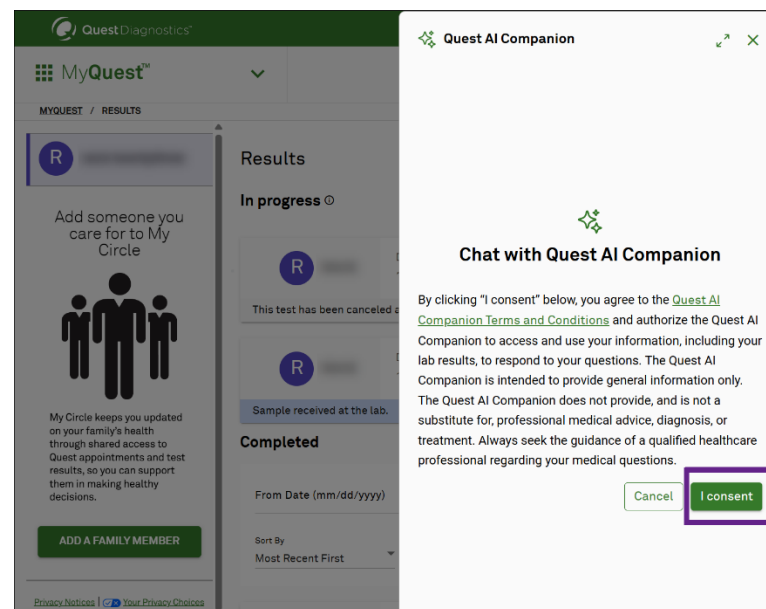 Quest Diagnostics™
MyQuest™
MYQUEST / RESULTS
R
Add someone you
care for to My
Circle
My Circle keeps you updated
on your family's health
through shared access to
Quest appointments and test
results, so you can support
them in making healthy
decisions.
ADD A FAMILY MEMBER
Privacy Notices | Your Privacy Choices
Results
In progress
R
This test has been canceled
R
Sample received at the lab.
Completed
From Date (mm/dd/yyyy)
Sort By
Most Recent First
Quest AI Companion
Chat with Quest AI Companion
By clicking "I consent" below, you agree to the Quest AI
Companion Terms and Conditions and authorize the Quest AI
Companion to access and use your information, including your
lab results, to respond to your questions. The Quest AI
Companion is intended to provide general information only.
The Quest AI Companion does not provide, and is not a
substitute for, professional medical advice, diagnosis, or
treatment. Always seek the guidance of a qualified healthcare
professional regarding your medical questions.
Cancel
I consent